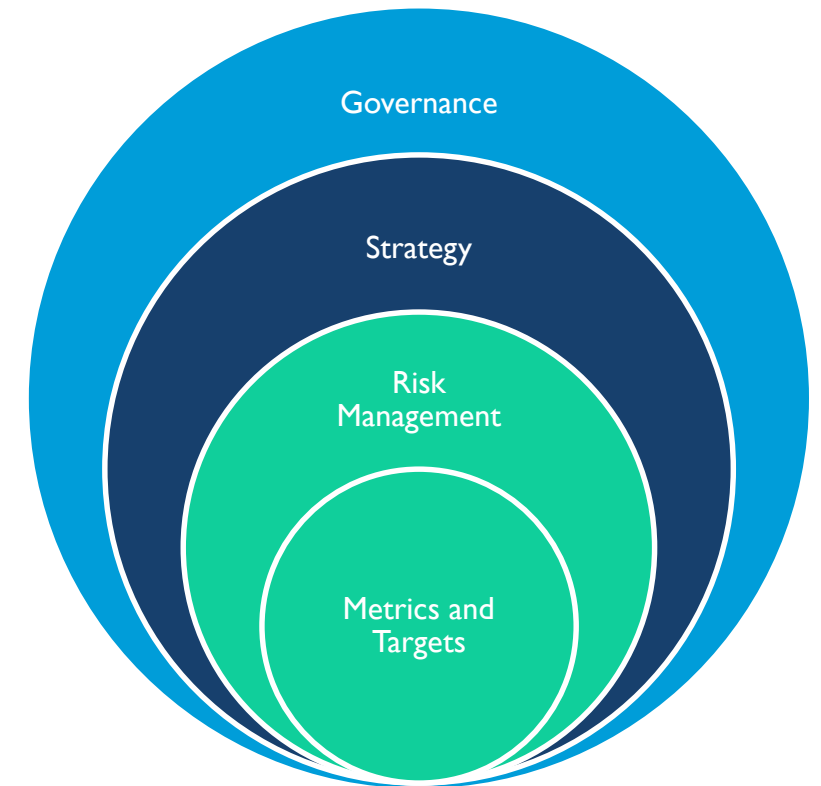 Governance
Strategy
Risk
Management
Metrics and
Targets